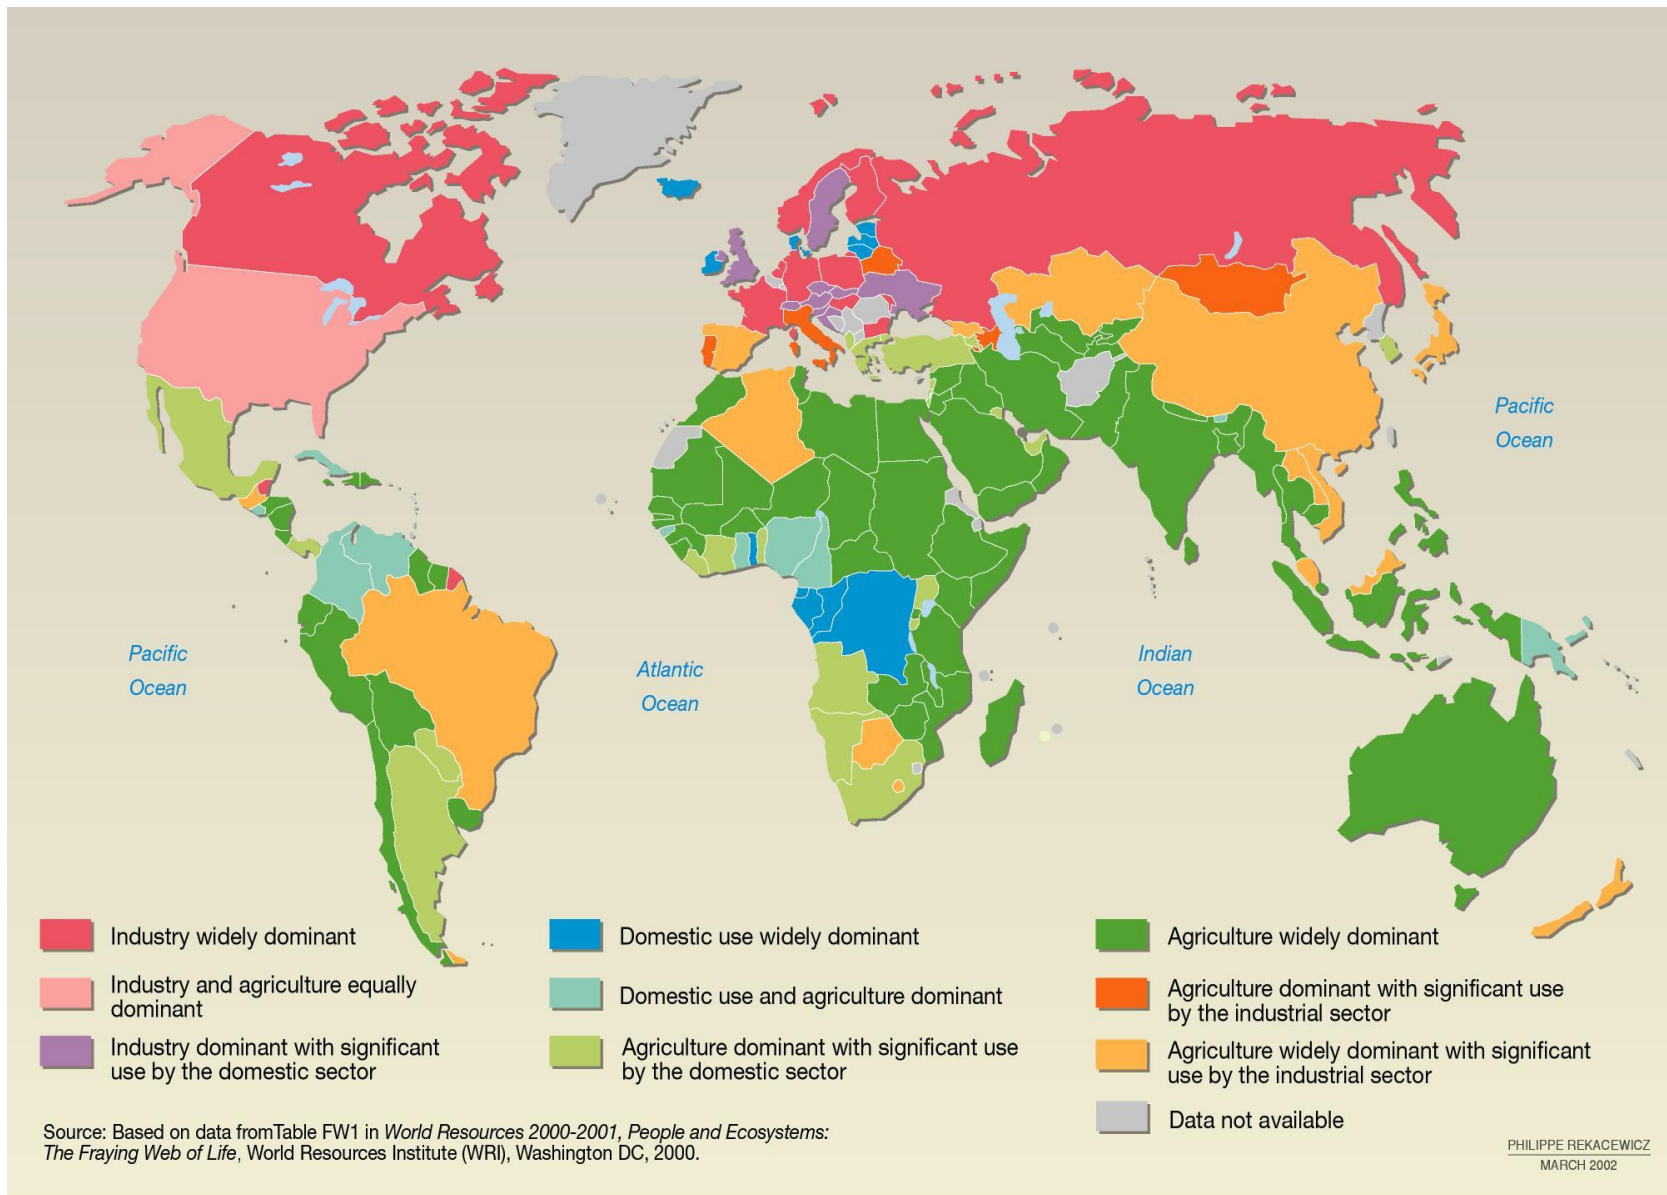 Pacific
Ocean
Pacific
Ocean
Atlantic
Ocean
Indian
Ocean
Industry widely dominant
Industry and agriculture equally
dominant
Industry dominant with significant
use by the domestic sector
Domestic use widely dominant
Domestic use and agriculture dominant
Agriculture dominant with significant use
by the domestic sector
Agriculture widely dominant
Agriculture dominant with significant use
by the industrial sector
Agriculture widely dominant with significant
use by the industrial sector
Data not available
Source: Based on data fromTable FW1 in World Resources 2000-2001, People and Ecosystems:
The Fraying Web of Life, World Resources Institute (WRI), Washington DC, 2000.
PHILIPPE REKACEWICZ
MARCH 2002